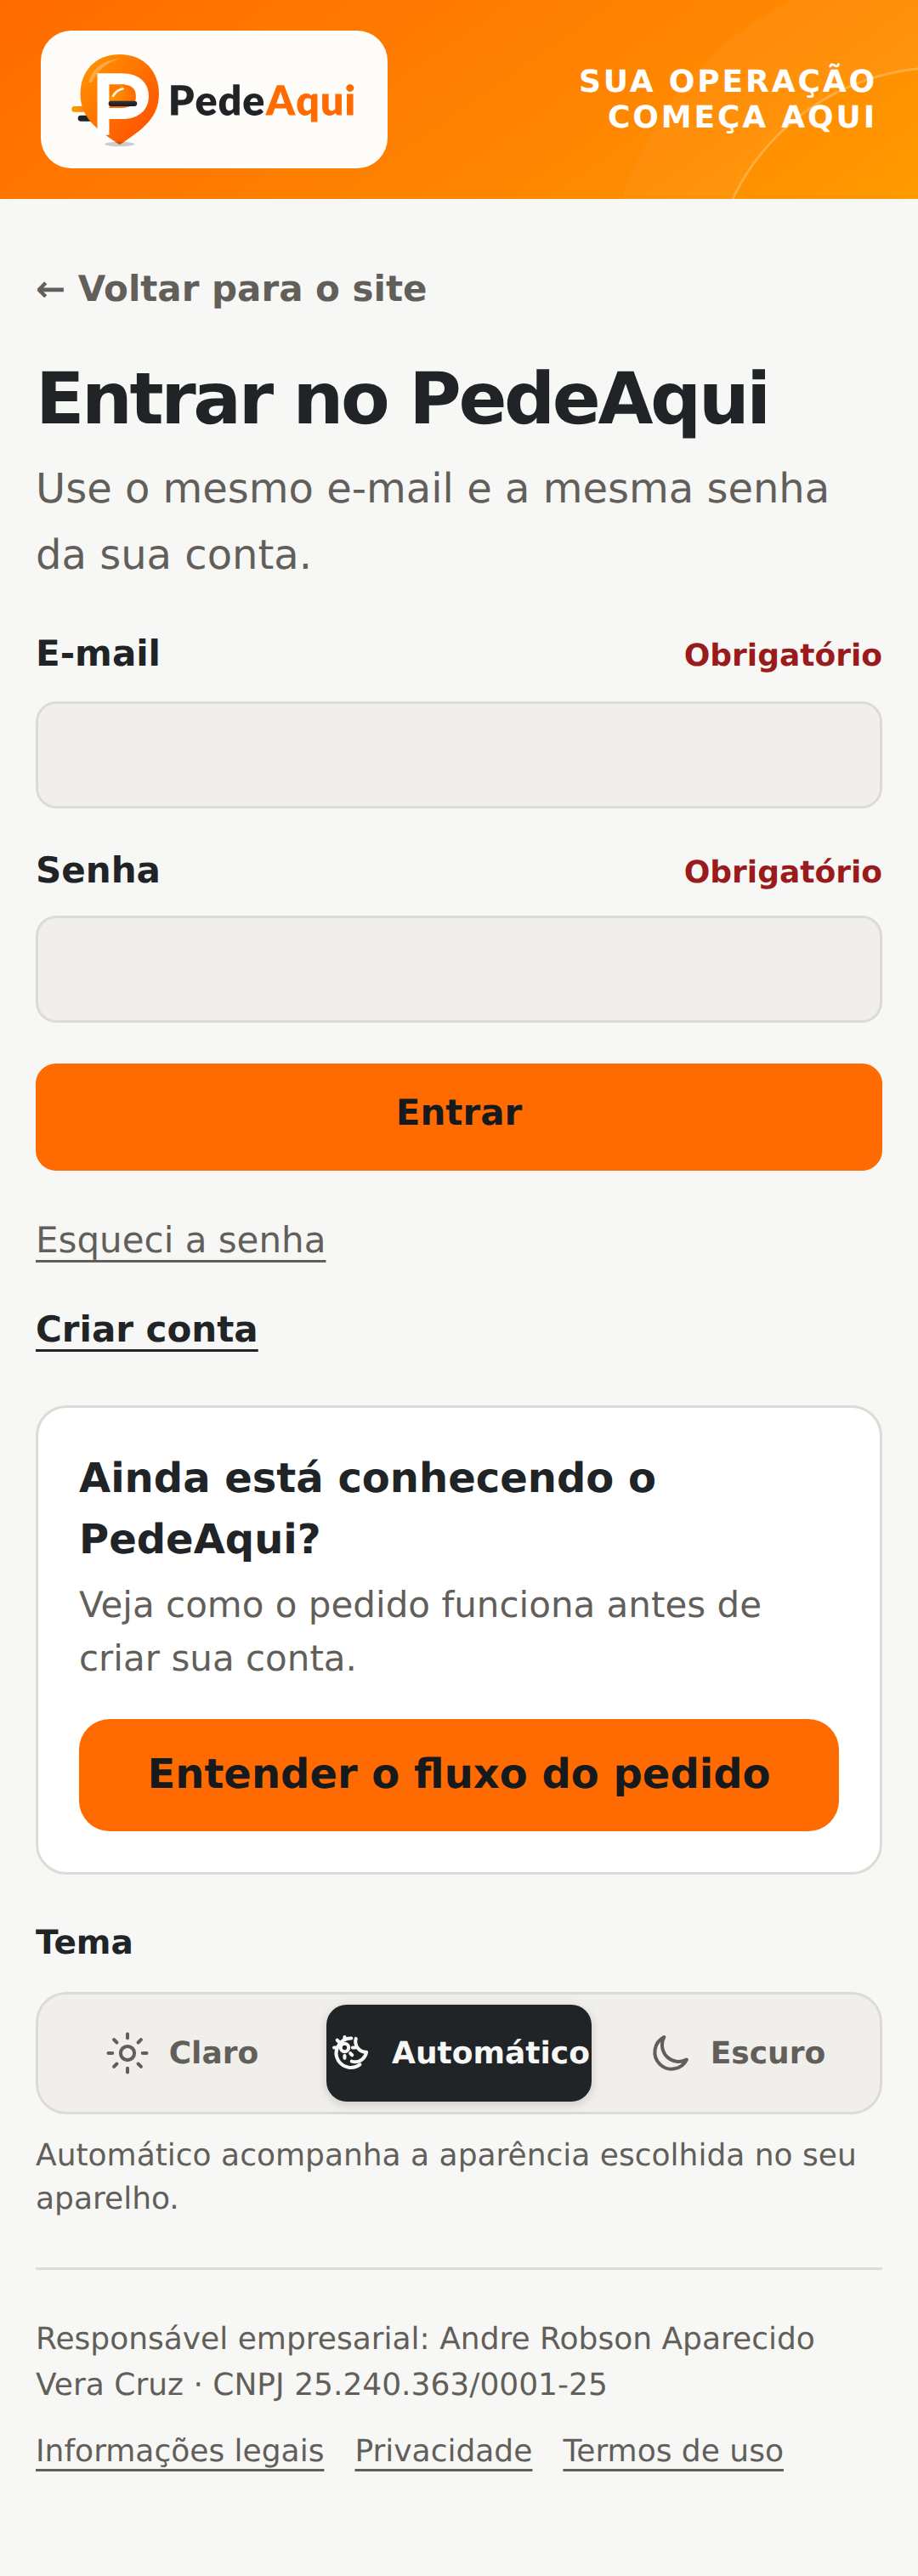 PedeAqui
SUA OPERAÇÃO
COMEÇA AQUI
← Voltar para o site
Entrar no PedeAqui
Use o mesmo e-mail e a mesma senha
da sua conta.
E-mail
Obrigatório
Senha
Obrigatório
Entrar
Esqueci a senha
Criar conta
Ainda está conhecendo o
PedeAqui?
Veja como o pedido funciona antes de
criar sua conta.
Entender o fluxo do pedido
Tema
Claro
Automático
Escuro
Automático acompanha a aparência escolhida no seu
aparelho.
Responsável empresarial: Andre Robson Aparecido
Vera Cruz · CNPJ 25.240.363/0001-25
Informações legais Privacidade Termos de uso